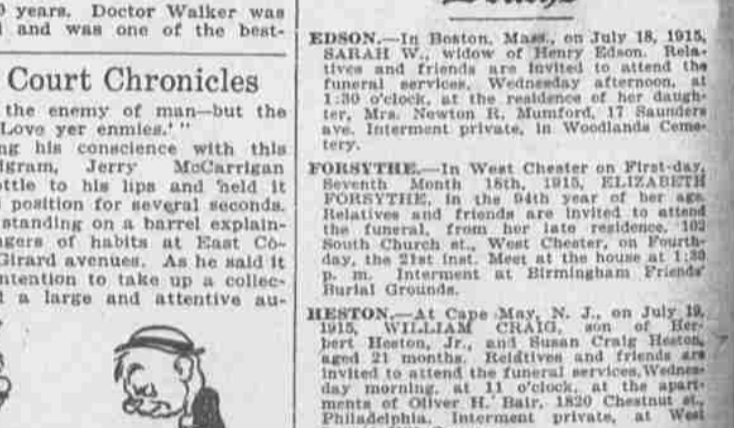 years. Doctor Walker was
and was one of the best-
Court Chronicles
the enemy of man—but the
Love yer enmies.' "
ng his conscience with this
igram, Jerry McCarrigan
ttle to his lips and held it
position for several seconds.
standing on a barrel explain-
gers of habits at East Co-
Girard avenues. As he said it
ntention to take up a collec-
a large and attentive au-
EDSON.—In Boston, Mass., on July 18, 1915,
SARAH W., widow of Henry Edson. Rela-
tives and friends are invited to attend the
funeral services, Wednesday afternoon, at
1:30 o'clock, at the residence of her daugh-
ter, Mrs. Newton R. Mumford, 17 Saunders
ave. Interment private, in Woodlands Ceme-
tery.
FORSYTHE.—In West Chester on First-day,
Seventh Month 18th, 1915, ELIZABETH
FORSYTHE, in the 94th year of her age.
Relatives and friends are invited to attend
the funeral, from her late residence, 102
South Church st., West Chester, on Fourth-
day, the 21st inst. Meet at the house at 1:30
p. m. Interment at Birmingham Friends'
Burial Grounds.
HESTON.—At Cape May, N. J., on July 19,
1915, WILLIAM CRAIG, son of Her-
bert Heston, Jr., and Susan Craig Heston,
aged 21 months. Relatives and friends are
invited to attend the funeral services, Wednes-
day morning, at 11 o'clock, at the apart-
ments of Oliver H. Bair, 1820 Chestnut st.,
Philadelphia. Interment private, at West